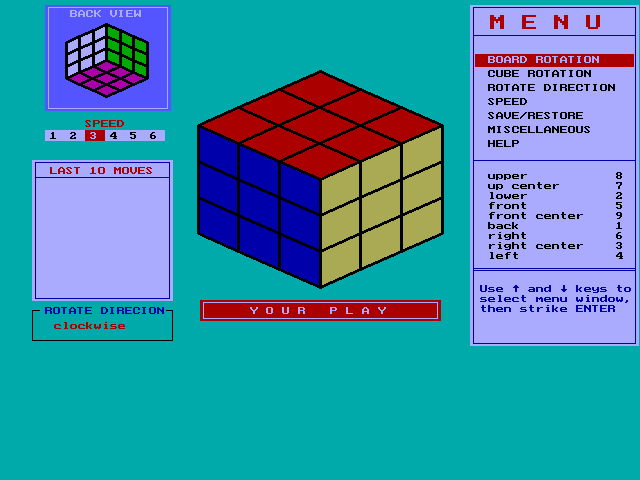 BACK VIEW
SPEED
1 2 3 4 5 6
LAST 10 MOVES
ROTATE DIRECION
clockwise
YOUR PLAY
MENU
BOARD ROTATION
CUBE ROTATION
ROTATE DIRECTION
SPEED
SAVE/RESTORE
MISCELLANEOUS
HELP
upper 8
up center 7
lower 2
front 5
front center 9
back 1
right 6
right center 3
left 4
Use ↑ and ↓ keys to
select menu window,
then strike ENTER